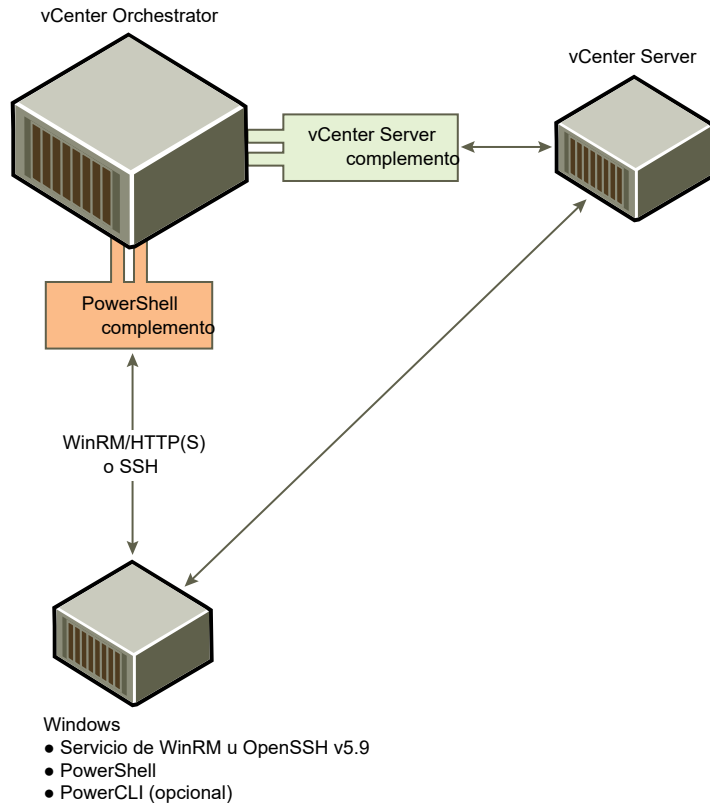 vCenter Orchestrator
vCenter Server
vCenter Server
complemento
PowerShell
complemento
WinRM/HTTP(S)
o SSH
Windows
● Servicio de WinRM u OpenSSH v5.9
● PowerShell
● PowerCLI (opcional)